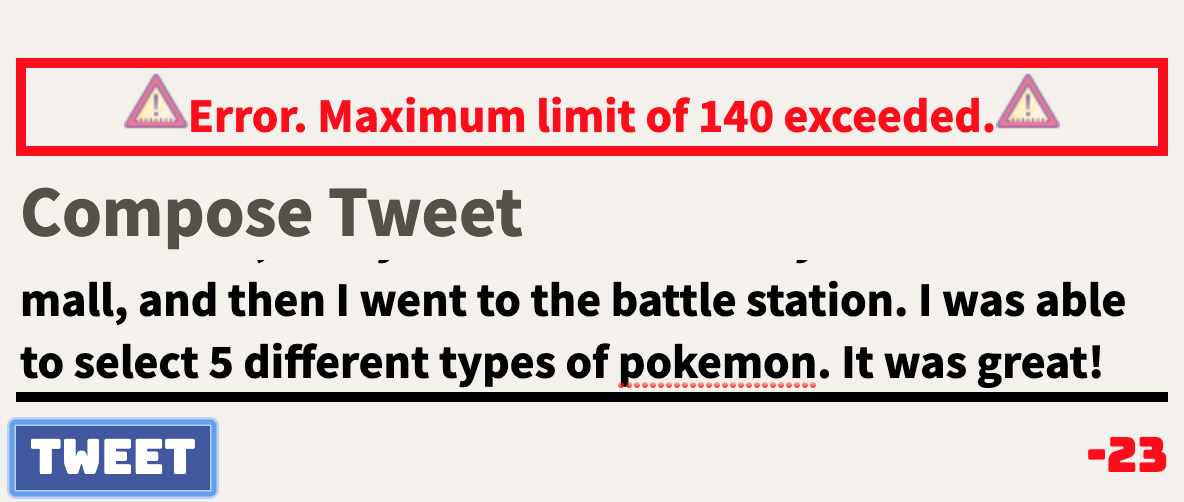 Error. Maximum limit of 140 exceeded.
Compose Tweet
mall, and then I went to the battle station. I was able
to select 5 different types of pokemon. It was great!
TWEET
-23